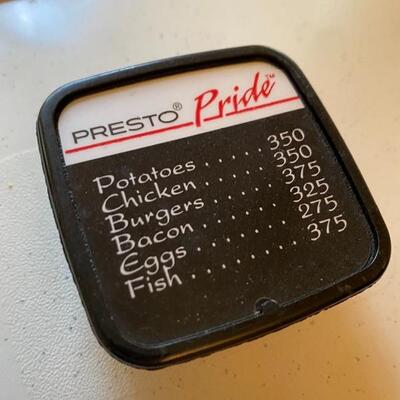 PRESTO® Pride™
Potatoes . . . . . 350
Chicken . . . . . 350
Burgers . . . . . 375
Bacon . . . . . . 325
Eggs . . . . . . . 275
Fish . . . . . . . . 375